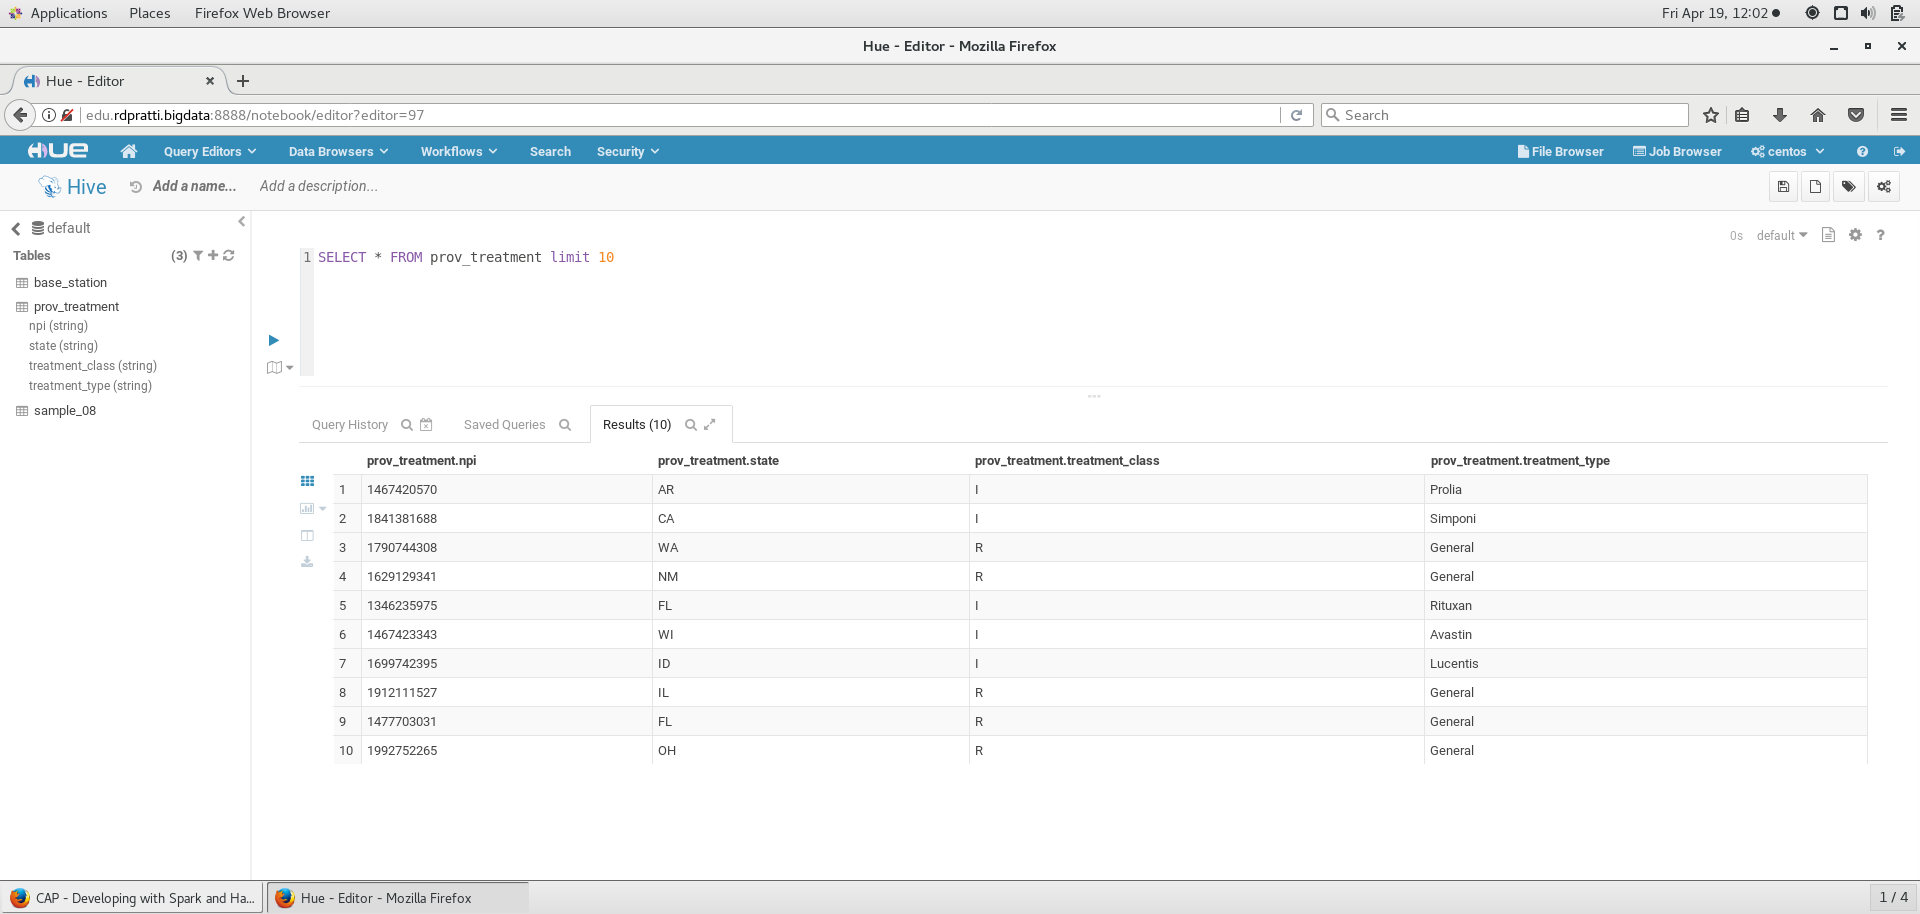 Applications Places Firefox Web Browser Fri Apr 19, 12:02
Hue - Editor - Mozilla Firefox
Hue - Editor
edu.rdpratti.bigdata:8888/notebook/editor?editor=97 Search
HUE Query Editors Data Browsers Workflows Search Security File Browser Job Browser centos
Hive Add a name... Add a description...
default
0s default ?
Tables (3)
1 SELECT * FROM prov_treatment limit 10
base_station
prov_treatment
npi (string)
state (string)
treatment_class (string)
treatment_type (string)
sample_08
Query History Saved Queries Results (10)
prov_treatment.npi prov_treatment.state prov_treatment.treatment_class prov_treatment.treatment_type
1 1467420570 AR I Prolia
2 1841381688 CA I Simponi
3 1790744308 WA R General
4 1629129341 NM R General
5 1346235975 FL I Rituxan
6 1467423343 WI I Avastin
7 1699742395 ID I Lucentis
8 1912111527 IL R General
9 1477703031 FL R General
10 1992752265 OH R General
CAP - Developing with Spark and Ha... Hue - Editor - Mozilla Firefox 1 / 4